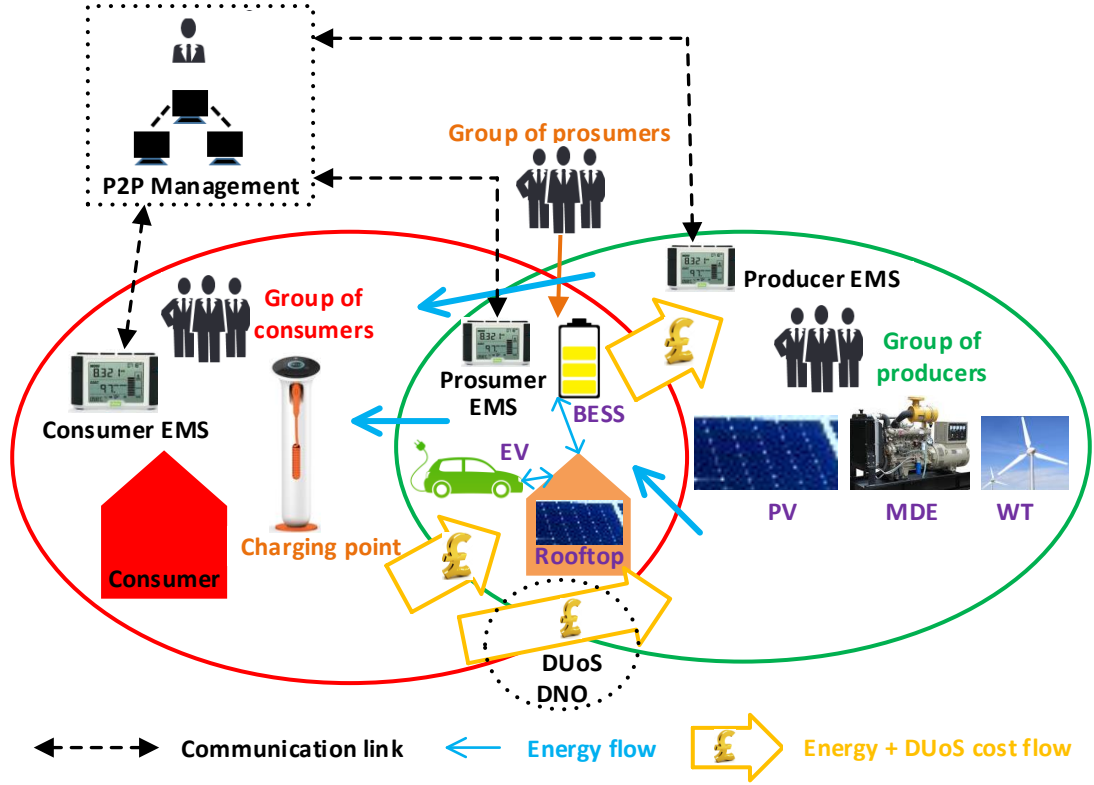 P2P Management
Group of prosumers
Producer EMS
Group of
consumers
Group of
producers
Prosumer
EMS
BESS
Consumer EMS
EV
PV
MDE
WT
Charging point
Rooftop
Consumer
£
£
£
DUoS
DNO
Communication link
Energy flow
£
Energy + DUoS cost flow